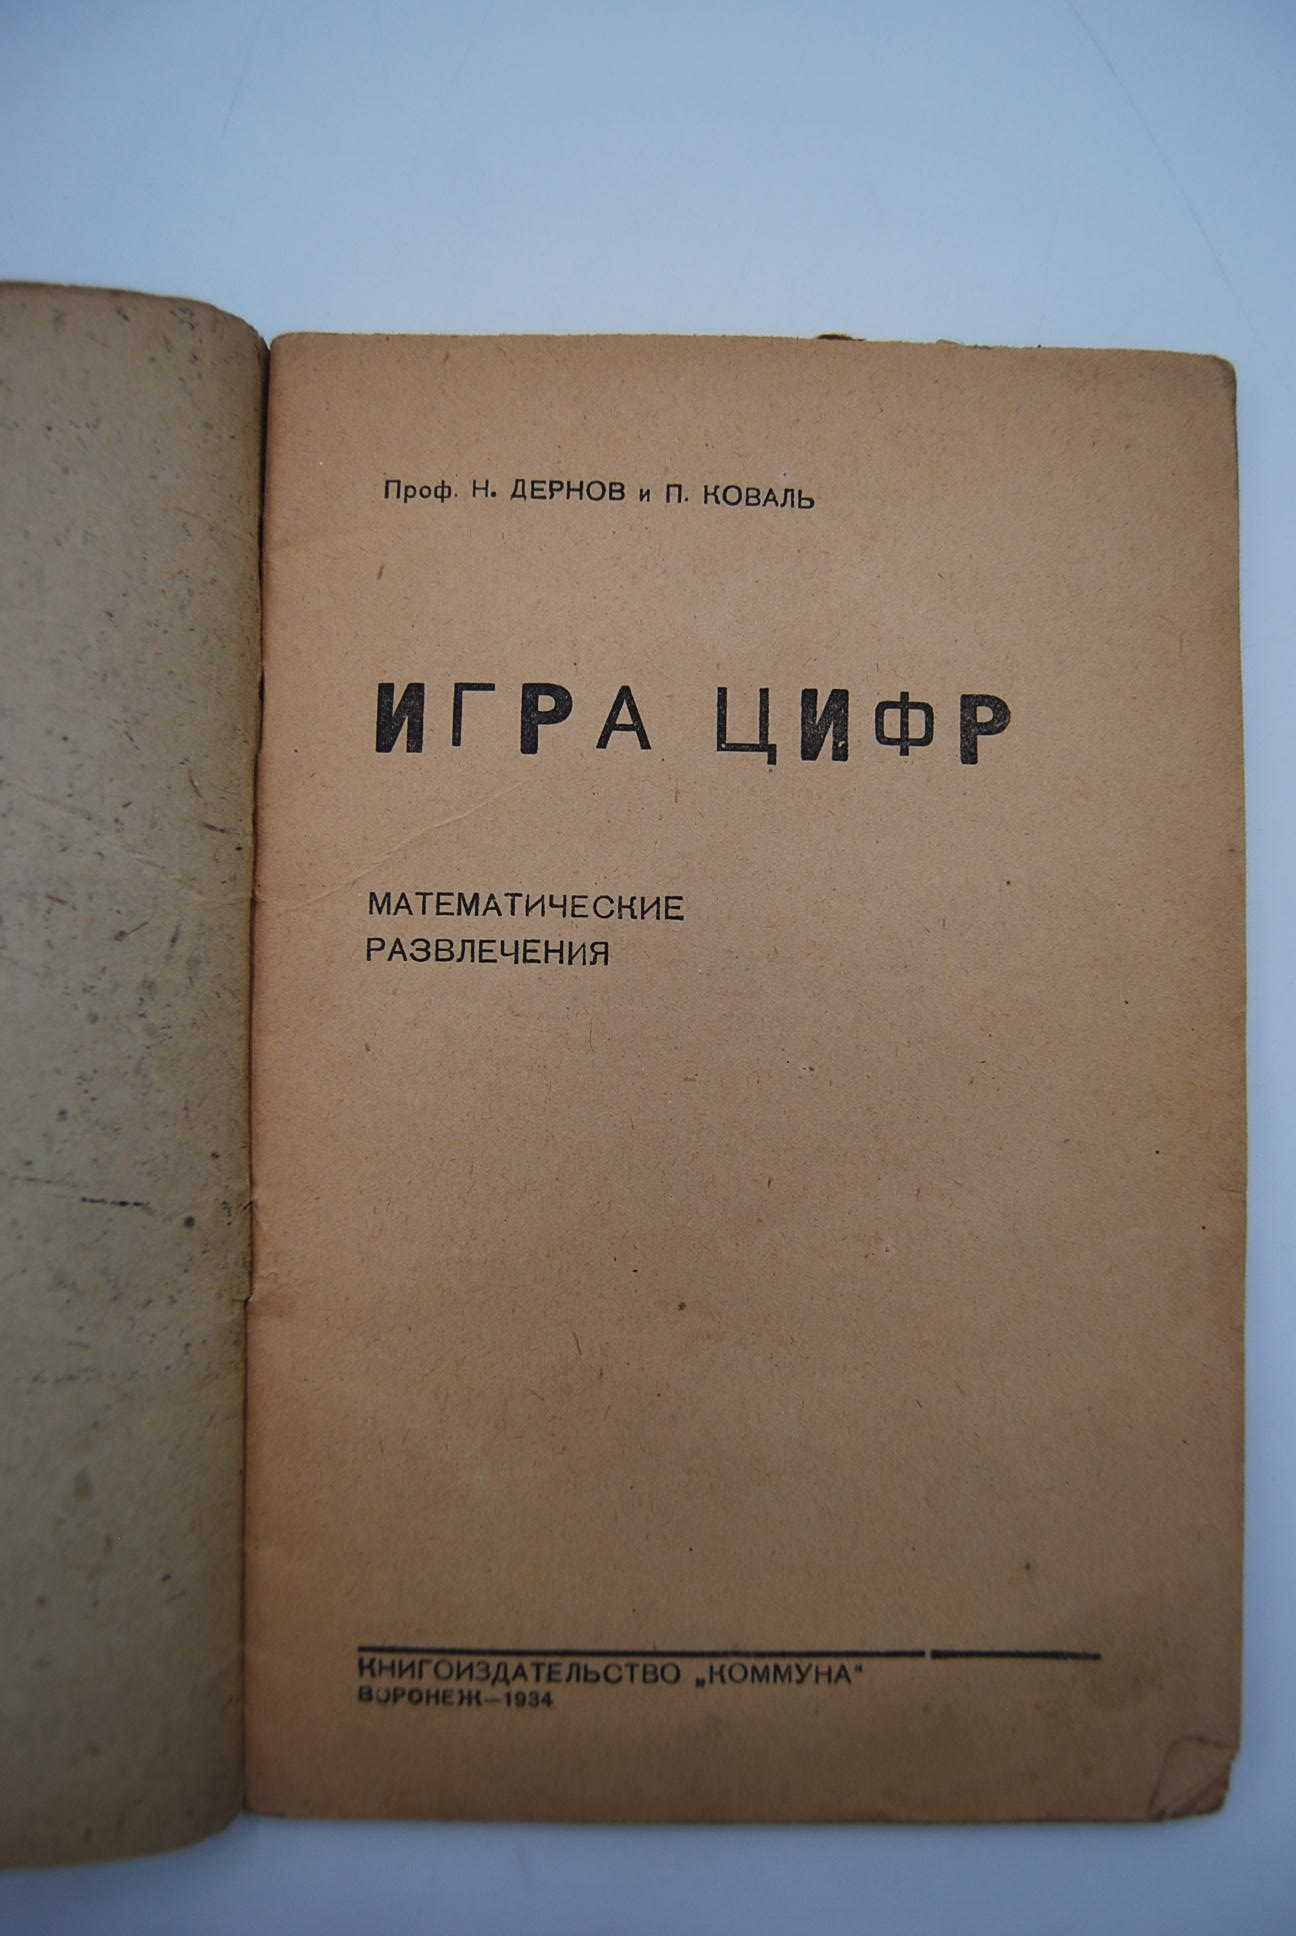 Проф. Н. ДЕРНОВ и П. КОВАЛЬ
ИГРА ЦИФР
МАТЕМАТИЧЕСКИЕ
РАЗВЛЕЧЕНИЯ
КНИГОИЗДАТЕЛЬСТВО „КОММУНА“
ВОРОНЕЖ—1934